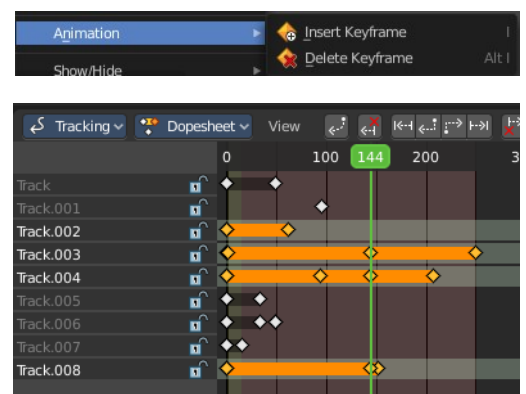 Animation
Insert Keyframe I
Delete Keyframe Alt I
Show/Hide
Tracking Dopesheet View
0 100 144 200 3
Track
Track.001
Track.002
Track.003
Track.004
Track.005
Track.006
Track.007
Track.008